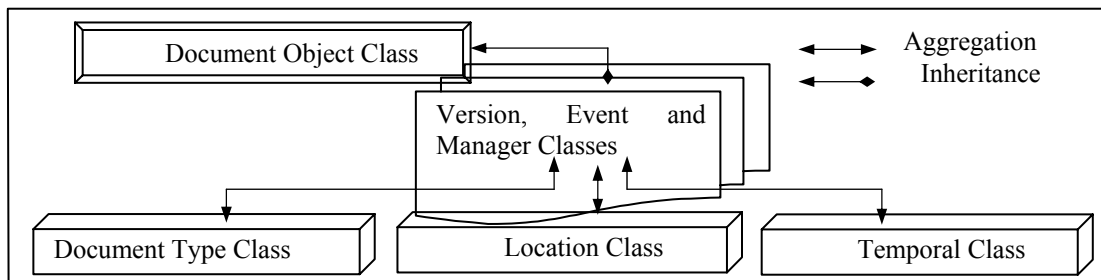 Document Object Class
Aggregation
Inheritance
Version, Event and
Manager Classes
Document Type Class
Location Class
Temporal Class